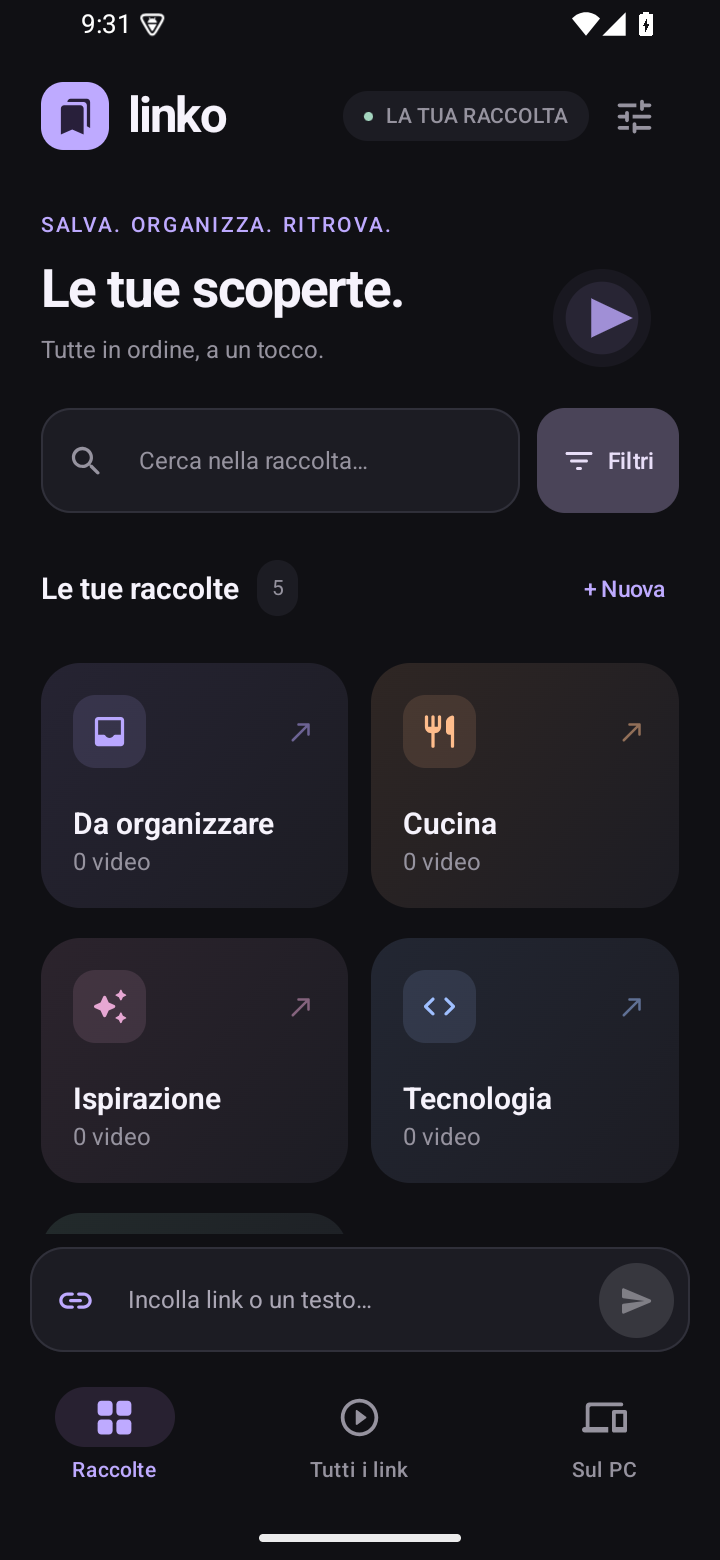 9:31
linko
LA TUA RACCOLTA
SALVA. ORGANIZZA. RITROVA.
Le tue scoperte.
Tutte in ordine, a un tocco.
Cerca nella raccolta...
Filtri
Le tue raccolte 5
+ Nuova
Da organizzare
0 video
Cucina
0 video
Ispirazione
0 video
Tecnologia
0 video
Incolla link o un testo...
Raccolte
Tutti i link
Sul PC